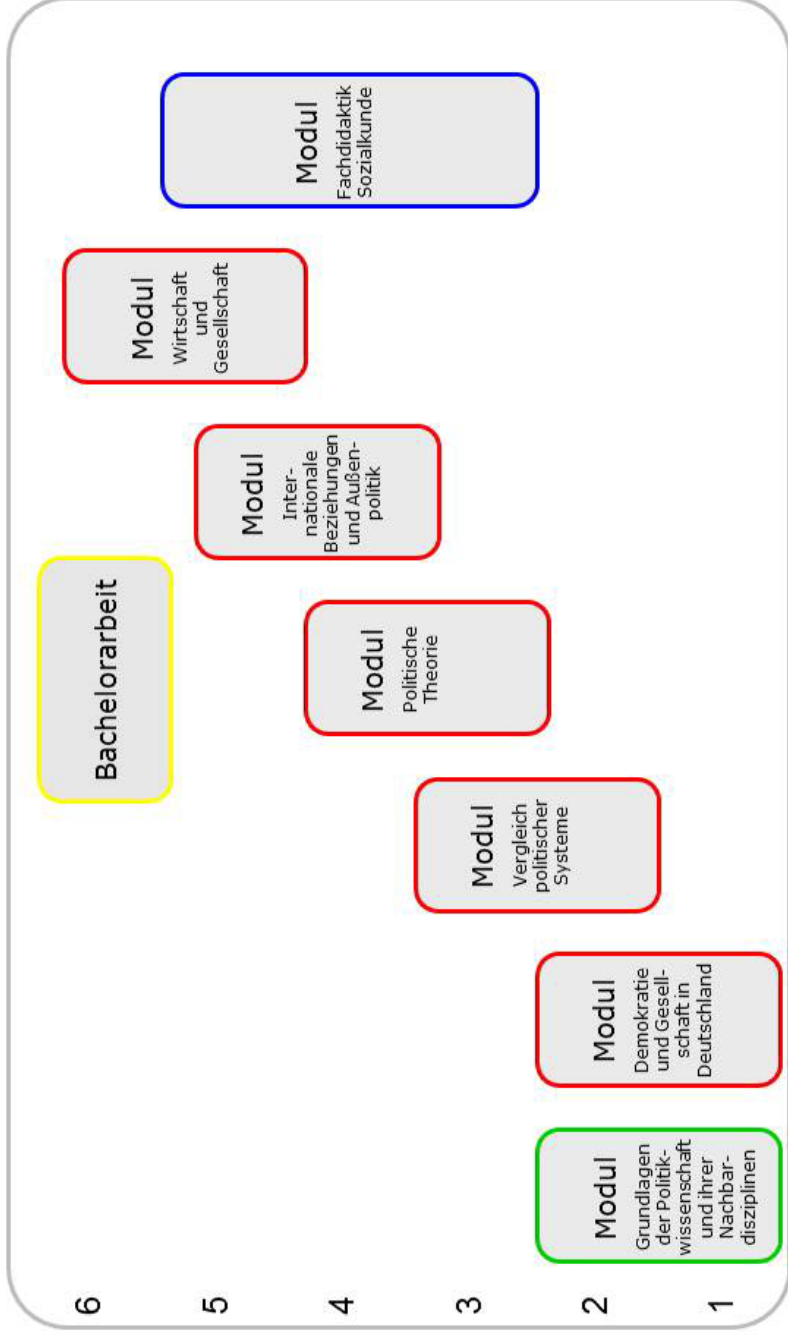 6
5
4
3
2
1
Bachelorarbeit
Modul
Grundlagen
der Politik-
wissenschaft
und ihrer
Nachbar-
disziplinen
Modul
Demokratie
und Gesell-
schaft in
Deutschland
Modul
Vergleich
politischer
Systeme
Modul
Politische
Theorie
Modul
Inter-
nationale
Beziehungen
und Außen-
politik
Modul
Wirtschaft
und
Gesellschaft
Modul
Fachdidaktik
Sozialkunde